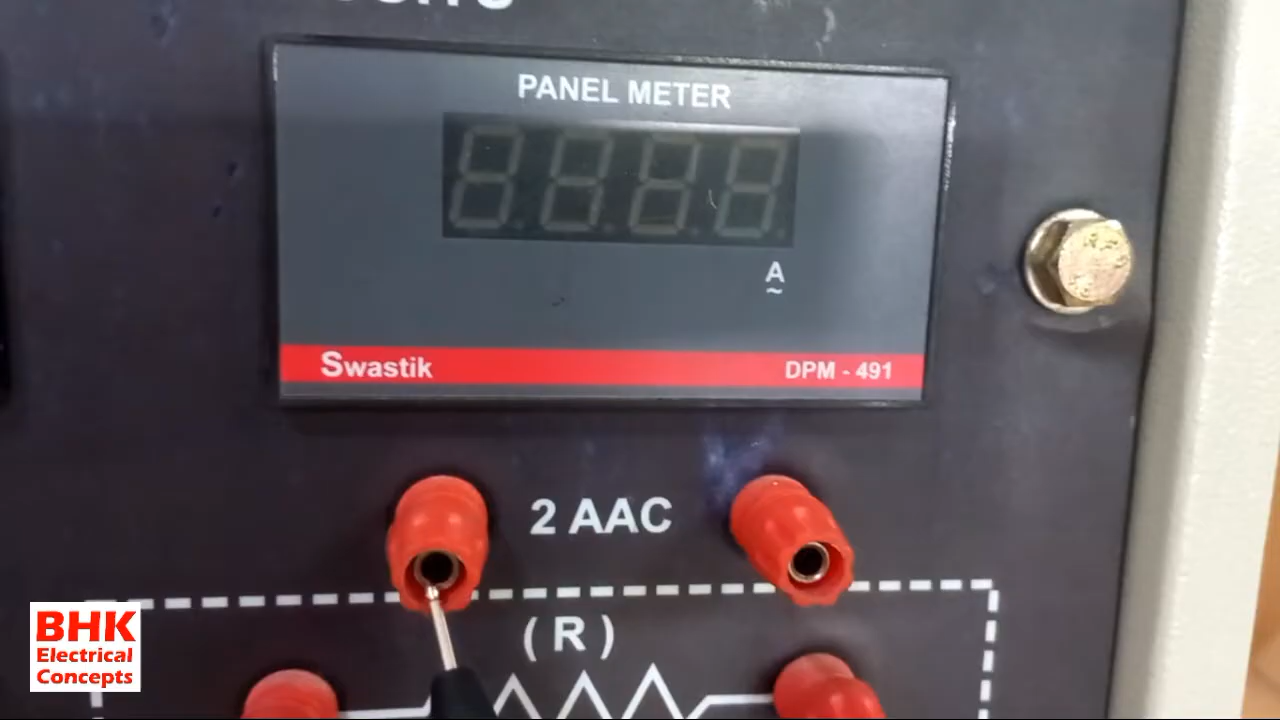 PANEL METER
A
~
Swastik
DPM - 491
2 AAC
( R )
BHK
Electrical
Concepts